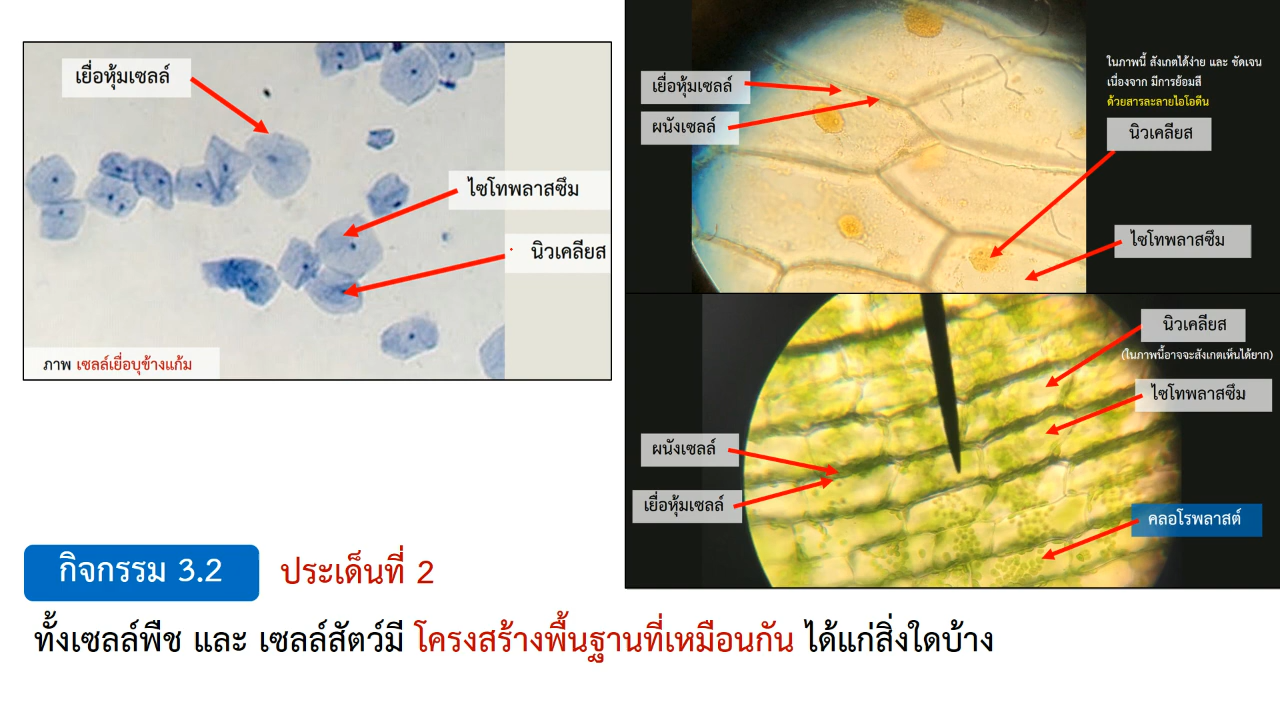 เยื่อหุ้มเซลล์
ไซโทพลาสซึม
นิวเคลียส
ภาพ เซลล์เยื่อบุข้างแก้ม
เยื่อหุ้มเซลล์
ผนังเซลล์
ในภาพนี้ สังเกตได้ง่าย และ ชัดเจน
เนื่องจาก มีการย้อมสี
ด้วยสารละลายไอโอดีน
นิวเคลียส
ไซโทพลาสซึม
นิวเคลียส
(ในภาพนี้อาจจะสังเกตเห็นได้ยาก)
ไซโทพลาสซึม
ผนังเซลล์
เยื่อหุ้มเซลล์
คลอโรพลาสต์
กิจกรรม 3.2 ประเด็นที่ 2
ทั้งเซลล์พืช และ เซลล์สัตว์มี โครงสร้างพื้นฐานที่เหมือนกัน ได้แก่สิ่งใดบ้าง